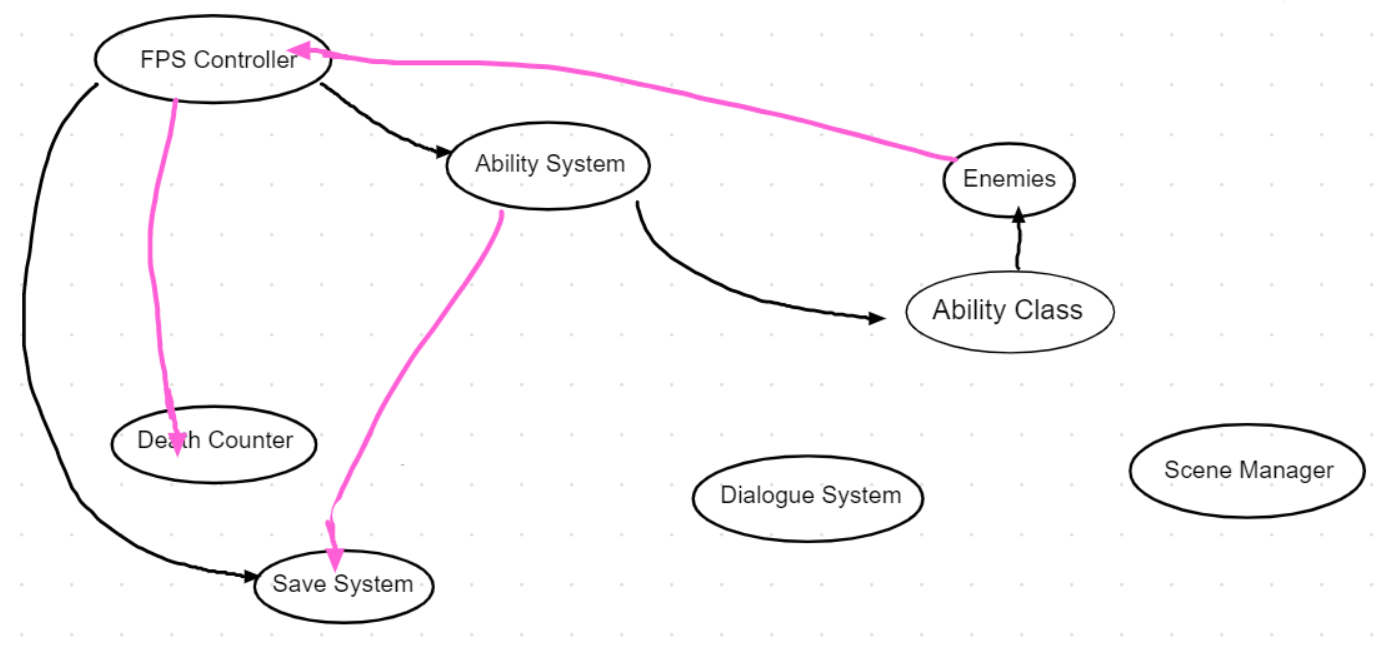 FPS Controller
Ability System
Enemies
Ability Class
Death Counter
Scene Manager
Dialogue System
Save System